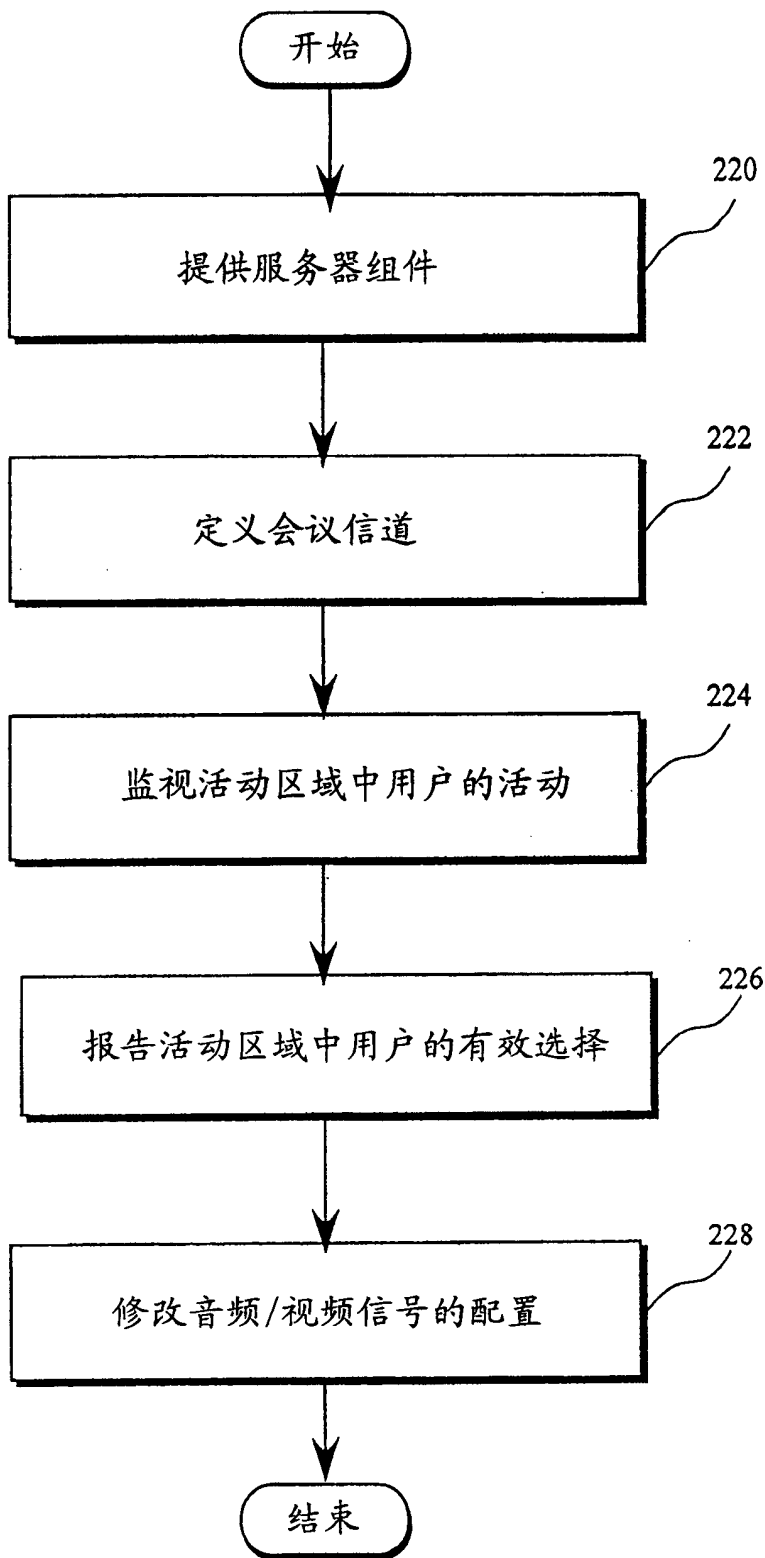 开始
220
提供服务器组件
222
定义会议信道
224
监视活动区域中用户的活动
226
报告活动区域中用户的有效选择
228
修改音频/视频信号的配置
结束